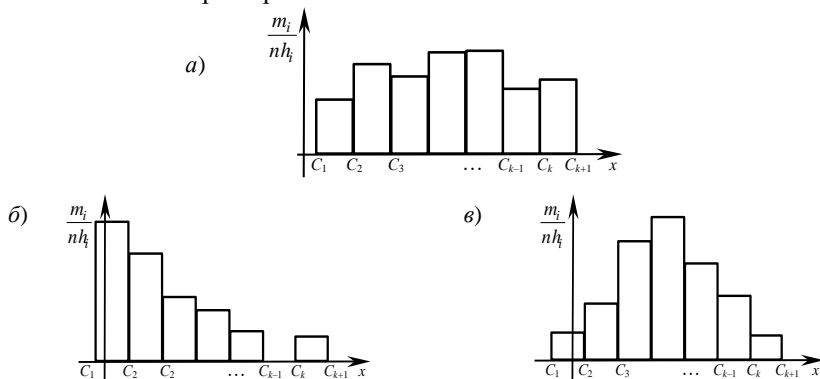 а)
m_i
nh_i
C_1 C_2 C_3 … C_{k–1} C_k C_{k+1} x
б)
m_i
nh_i
C_1 C_2 C_2 … C_{k–1} C_k C_{k+1} x
в)
m_i
nh_i
C_1 C_2 C_3 … C_{k–1} C_k C_{k+1} x